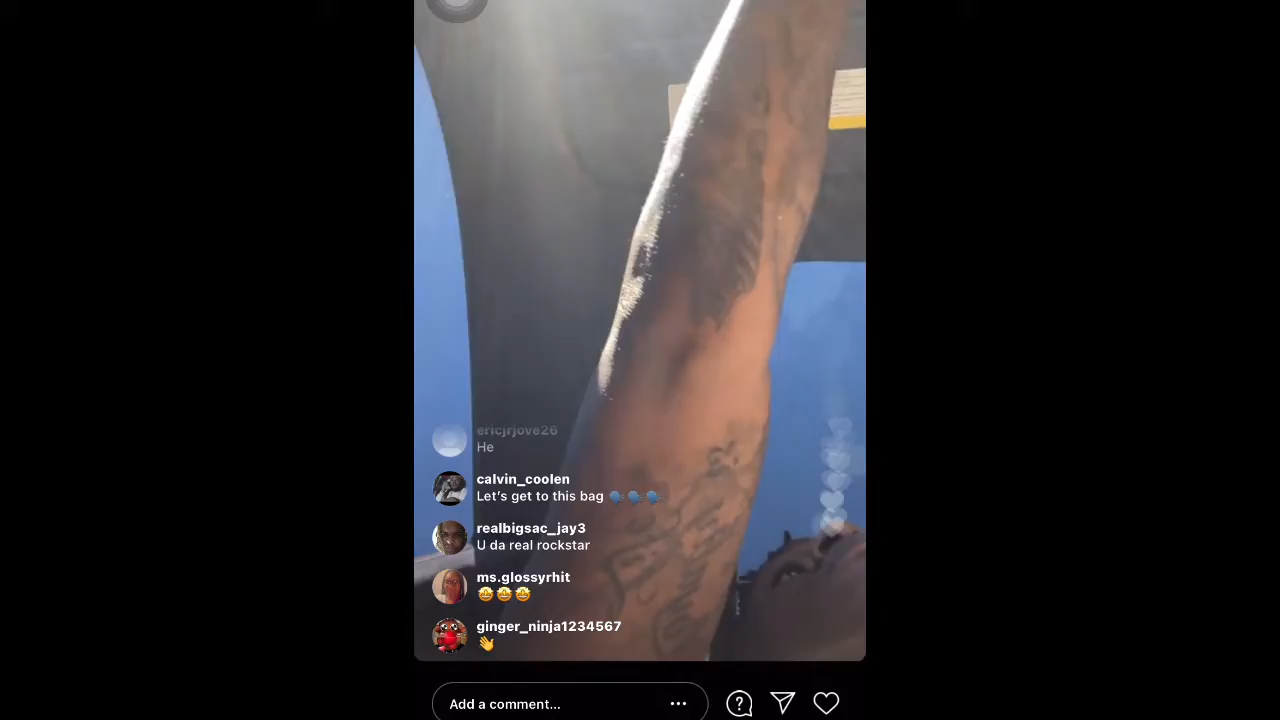 ericjrjove26
He
calvin_coolen
Let's get to this bag 🗣️🗣️🗣️
realbigsac_jay3
U da real rockstar
ms.glossyrhit
🤩🤩🤩
ginger_ninja1234567
👋
Add a comment...